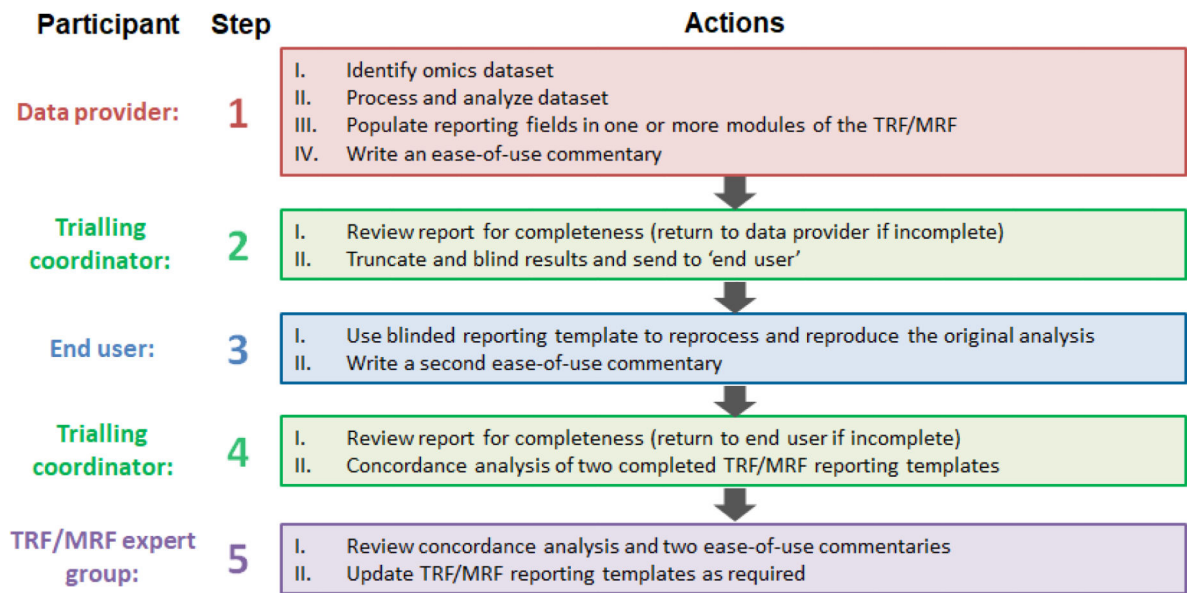 Participant Step Actions
Data provider: 1
I. Identify omics dataset
II. Process and analyze dataset
III. Populate reporting fields in one or more modules of the TRF/MRF
IV. Write an ease-of-use commentary
Trialling
coordinator: 2
I. Review report for completeness (return to data provider if incomplete)
II. Truncate and blind results and send to ‘end user’
End user: 3
I. Use blinded reporting template to reprocess and reproduce the original analysis
II. Write a second ease-of-use commentary
Trialling
coordinator: 4
I. Review report for completeness (return to end user if incomplete)
II. Concordance analysis of two completed TRF/MRF reporting templates
TRF/MRF expert
group: 5
I. Review concordance analysis and two ease-of-use commentaries
II. Update TRF/MRF reporting templates as required